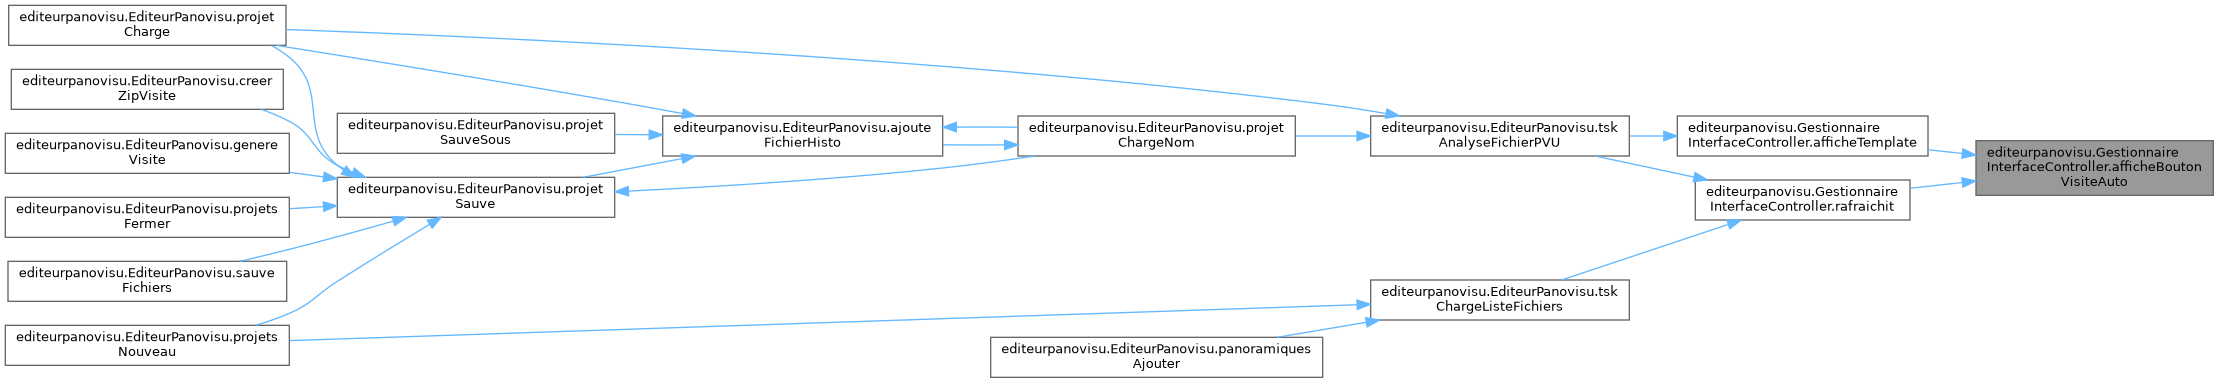 editeurpanovisu.EditeurPanovisu.projet
Charge
editeurpanovisu.EditeurPanovisu.creer
ZipVisite
editeurpanovisu.EditeurPanovisu.genere
Visite
editeurpanovisu.EditeurPanovisu.projets
Fermer
editeurpanovisu.EditeurPanovisu.sauve
Fichiers
editeurpanovisu.EditeurPanovisu.projets
Nouveau
editeurpanovisu.EditeurPanovisu.projet
SauveSous
editeurpanovisu.EditeurPanovisu.projet
Sauve
editeurpanovisu.EditeurPanovisu.ajoute
FichierHisto
editeurpanovisu.EditeurPanovisu.projet
ChargeNom
editeurpanovisu.EditeurPanovisu.panoramiques
Ajouter
editeurpanovisu.EditeurPanovisu.tsk
AnalyseFichierPVU
editeurpanovisu.EditeurPanovisu.tsk
ChargeListeFichiers
editeurpanovisu.Gestionnaire
InterfaceController.afficheTemplate
editeurpanovisu.Gestionnaire
InterfaceController.rafraichit
editeurpanovisu.Gestionnaire
InterfaceController.afficheBouton
VisiteAuto